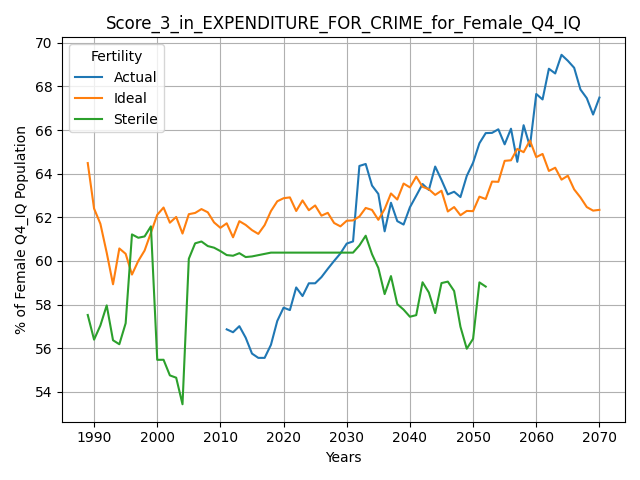 Score_3_in_EXPENDITURE_FOR_CRIME_for_Female_Q4_IQ
% of Female Q4_IQ Population
70
68
66
64
62
60
58
56
54
Fertility
Actual
Ideal
Sterile
1990
2000
2010
2020
2030
2040
2050
2060
2070
Years